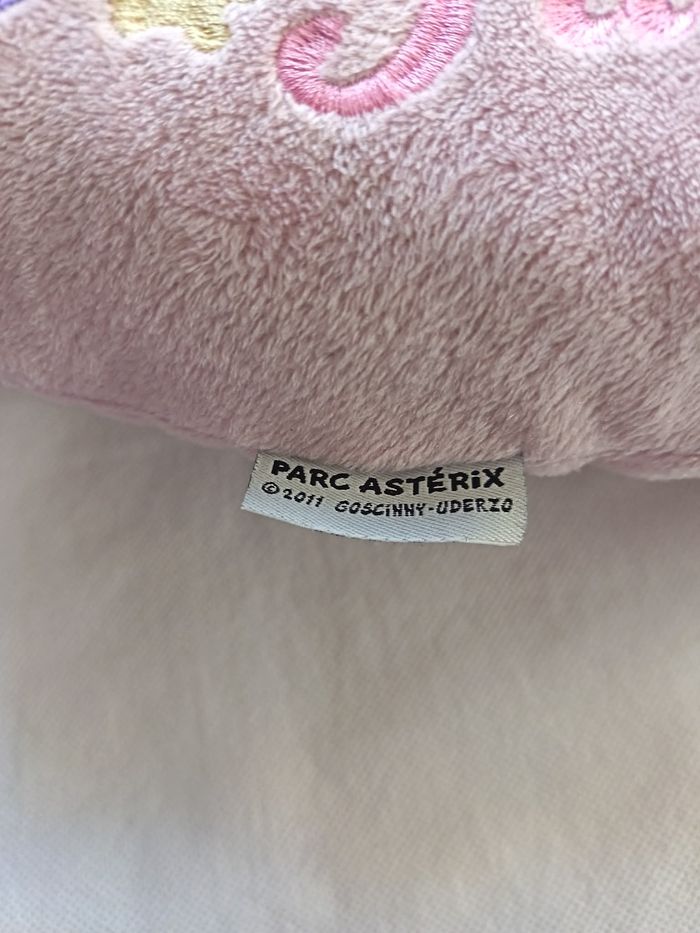 PARC ASTÉRiX
© 2011 GOSCiNNY-UDERZO